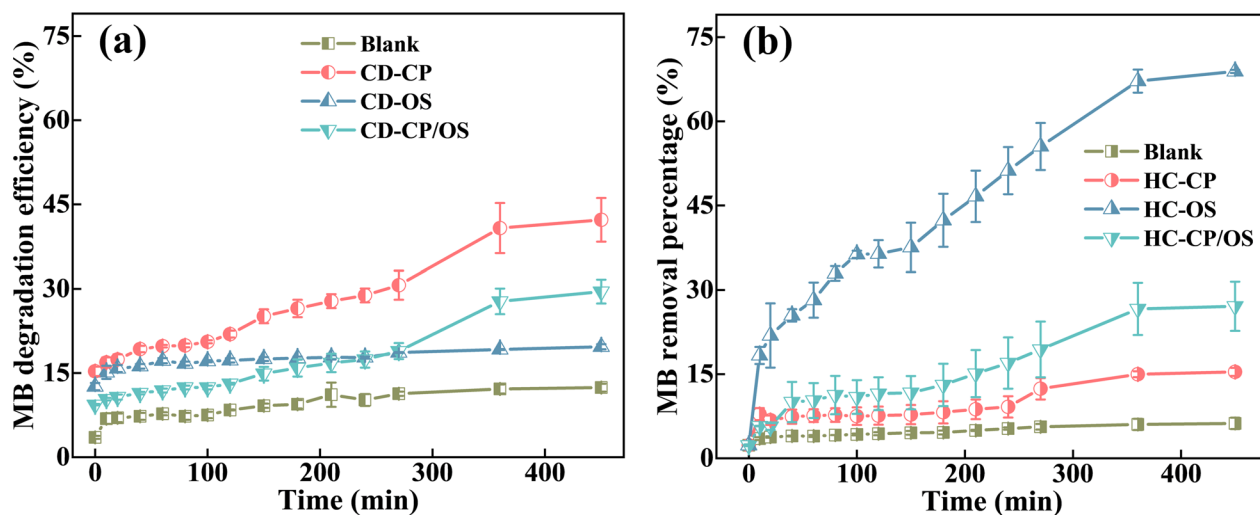 (a)
MB degradation efficiency (%)
75
60
45
30
15
0
Blank
CD-CP
CD-OS
CD-CP/OS
0
100
200
300
400
Time (min)
(b)
MB removal percentage (%)
75
60
45
30
15
0
Blank
HC-CP
HC-OS
HC-CP/OS
0
100
200
300
400
Time (min)